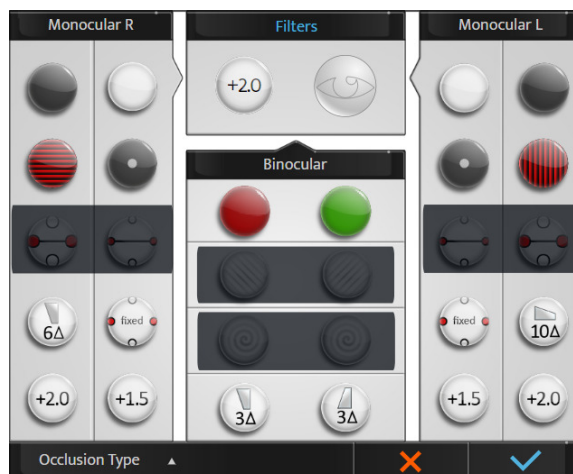 Monocular R
Filters
Monocular L
+2.0
Binocular
6Δ
fixed
fixed
10Δ
+2.0
+1.5
3Δ
3Δ
+1.5
+2.0
Occlusion Type ▲